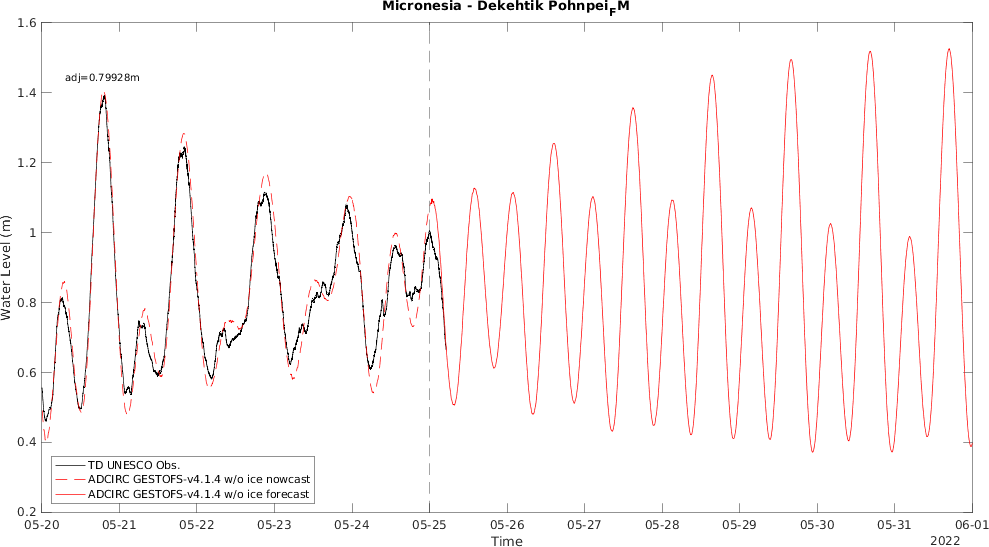 Micronesia - Dekehtik Pohnpei_FM
1.6
1.4
1.2
1
0.8
0.6
0.4
0.2
Water Level (m)
adj=0.79928m
TD UNESCO Obs.
ADCIRC GESTOFS-v4.1.4 w/o ice nowcast
ADCIRC GESTOFS-v4.1.4 w/o ice forecast
05-20 05-21 05-22 05-23 05-24 05-25 05-26 05-27 05-28 05-29 05-30 05-31 06-01
Time
2022